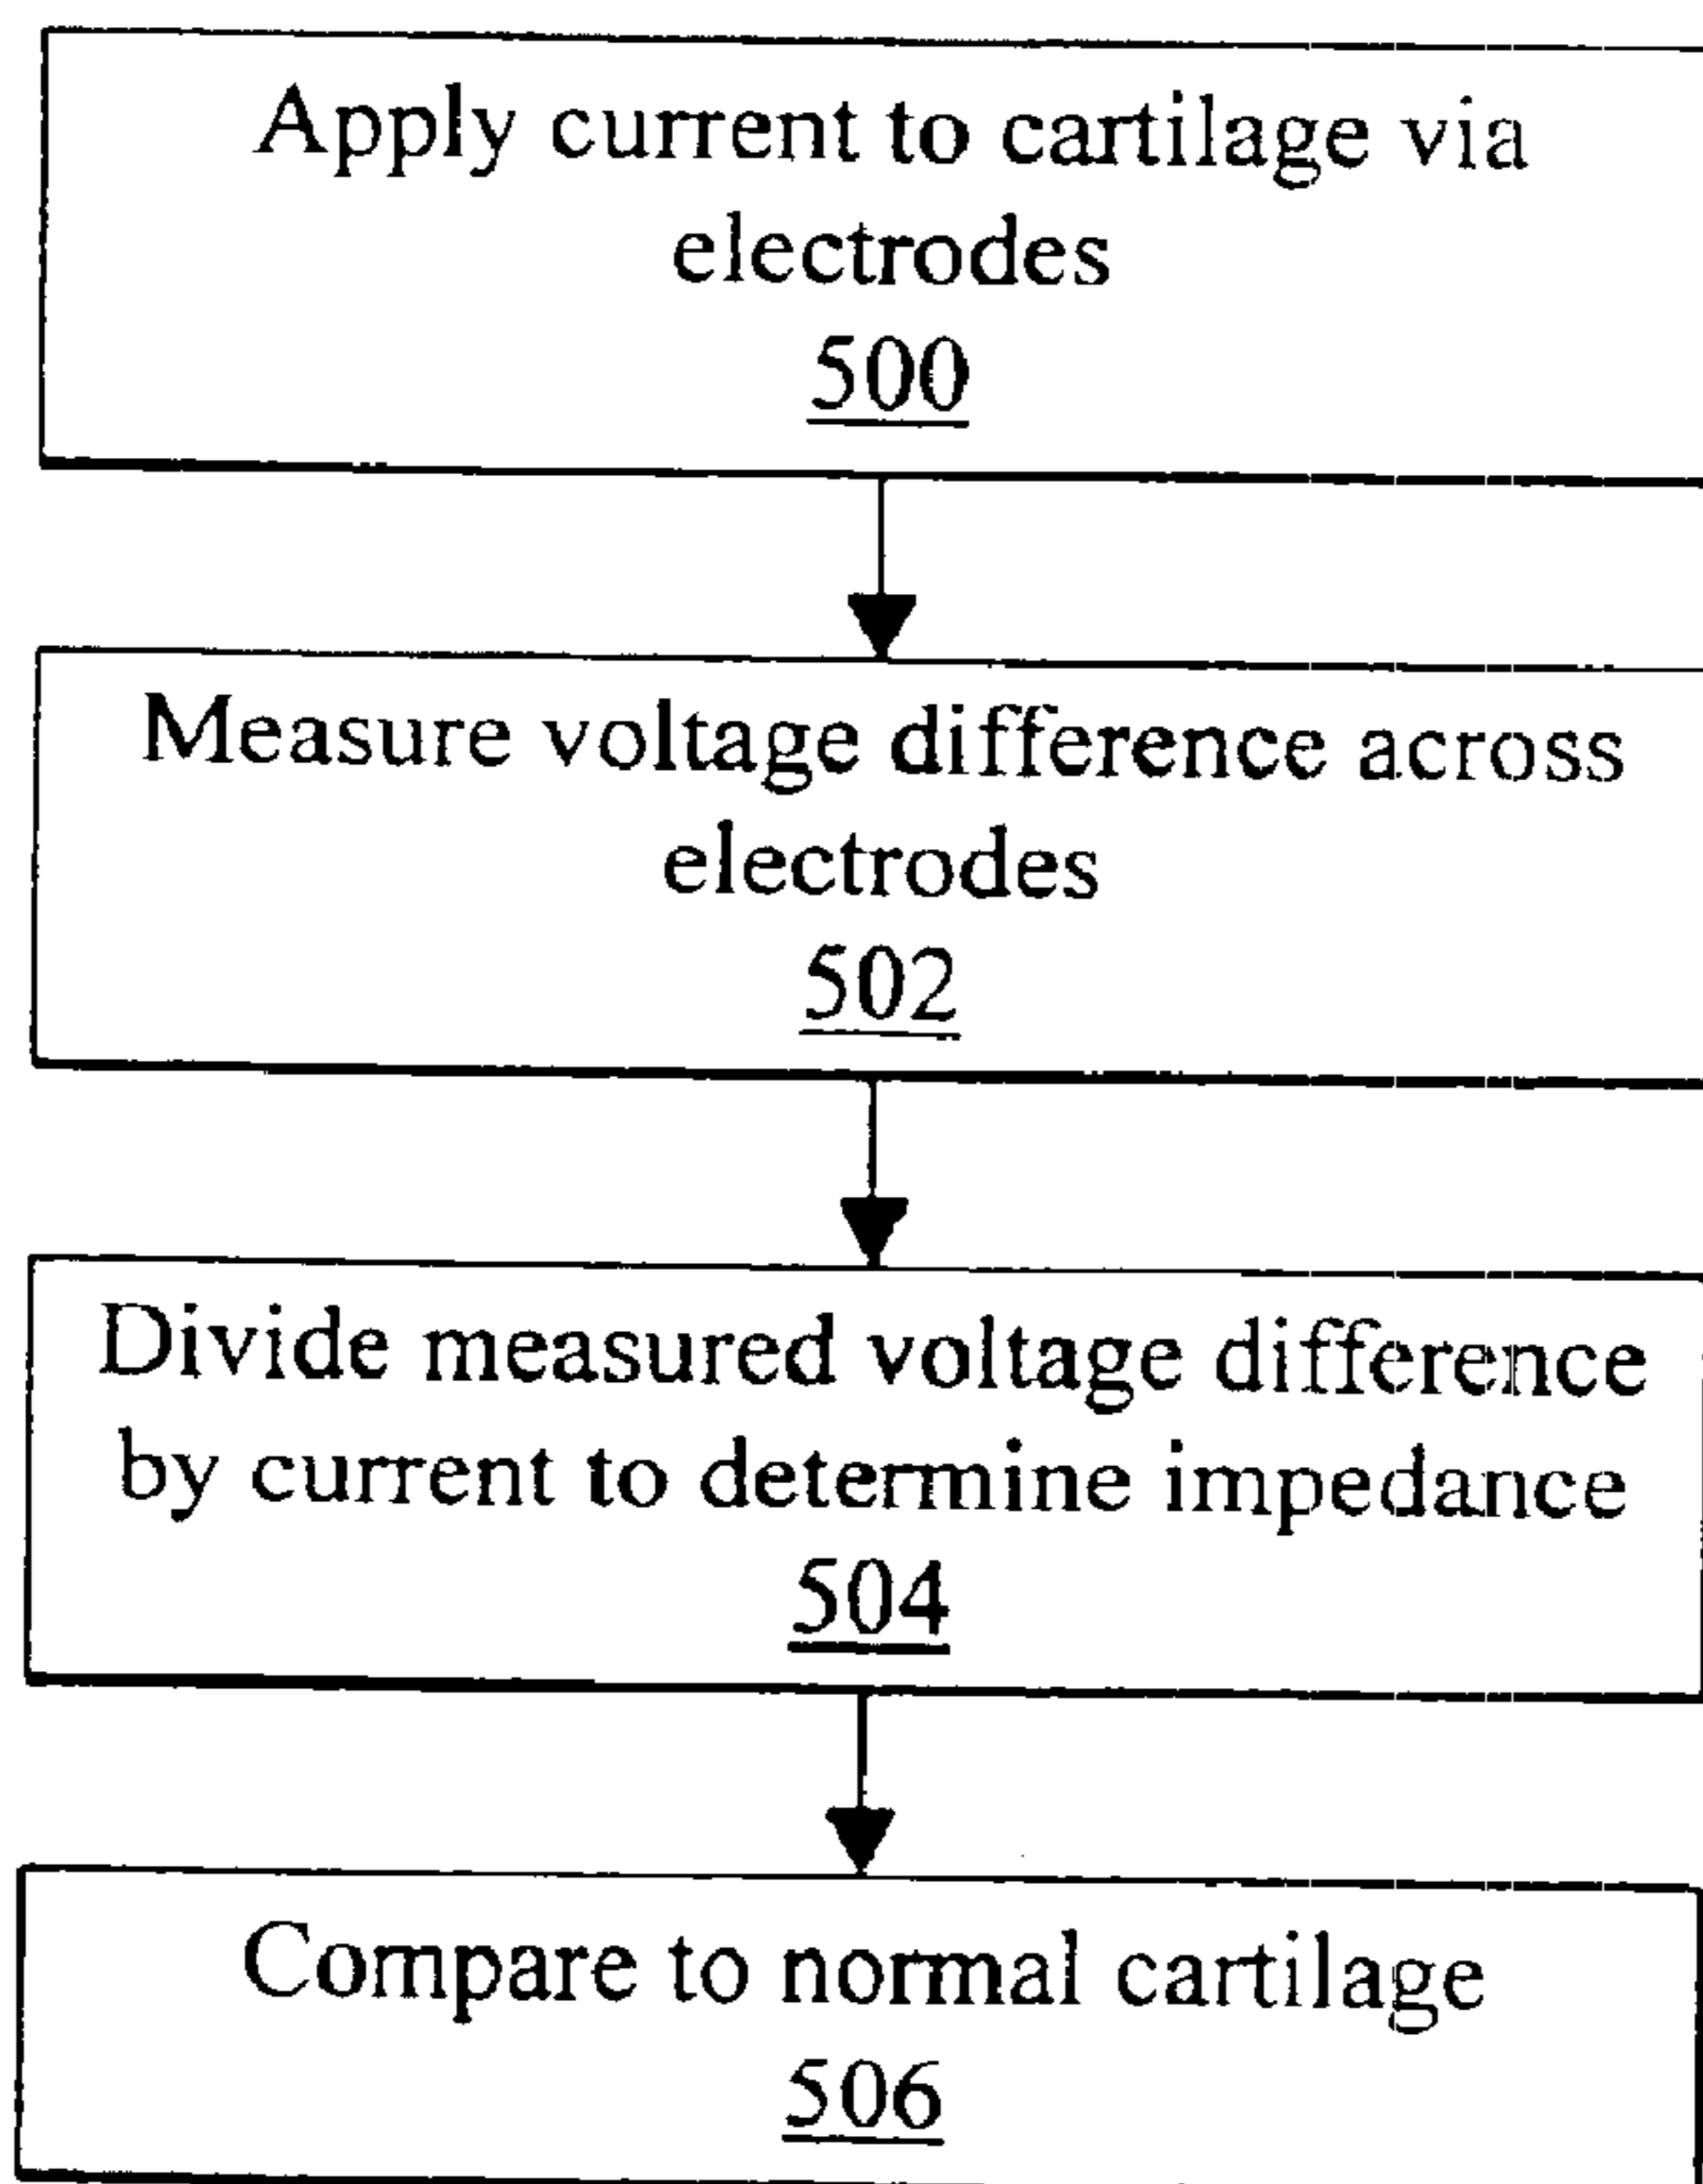 Apply current to cartilage via
electrodes
500
Measure voltage difference across
electrodes
502
Divide measured voltage difference
by current to determine impedance
504
Compare to normal cartilage
506